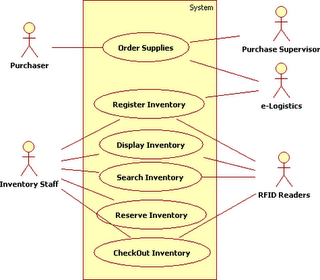 System
Order Supplies
Purchaser
Purchase Supervisor
Register Inventory
e-Logistics
Display Inventory
Search Inventory
Inventory Staff
RFID Readers
Reserve Inventory
CheckOut Inventory